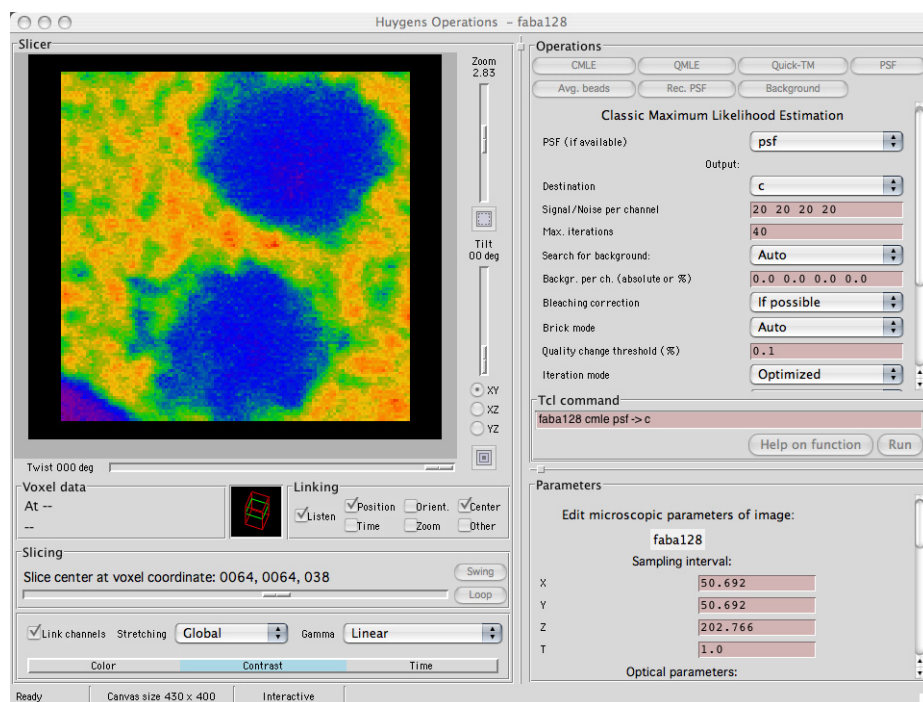 Huygens Operations - faba128
Slicer
Zoom
2.83
Tilt
00 deg
XY
XZ
YZ
Twist 000 deg
Voxel data
At --
--
Linking
Listen
Position
Orient.
Center
Time
Zoom
Other
Slicing
Slice center at voxel coordinate: 0064, 0064, 038
Swing
Loop
Link channels Stretching Global Gamma Linear
Color Contrast Time
Ready Canvas size 430 x 400 Interactive
Operations
CMLE QMLE Quick-TM PSF
Avg. beads Rec. PSF Background
Classic Maximum Likelihood Estimation
PSF (if available) psf
Output:
Destination c
Signal/Noise per channel 20 20 20 20
Max. iterations 40
Search for background: Auto
Backgr. per ch. (absolute or %) 0.0 0.0 0.0 0.0
Bleaching correction If possible
Brick mode Auto
Quality change threshold (%) 0.1
Iteration mode Optimized
Tcl command
faba128 cmle psf -> c
Help on function Run
Parameters
Edit microscopic parameters of image:
faba128
Sampling interval:
X 50.692
Y 50.692
Z 202.766
T 1.0
Optical parameters: